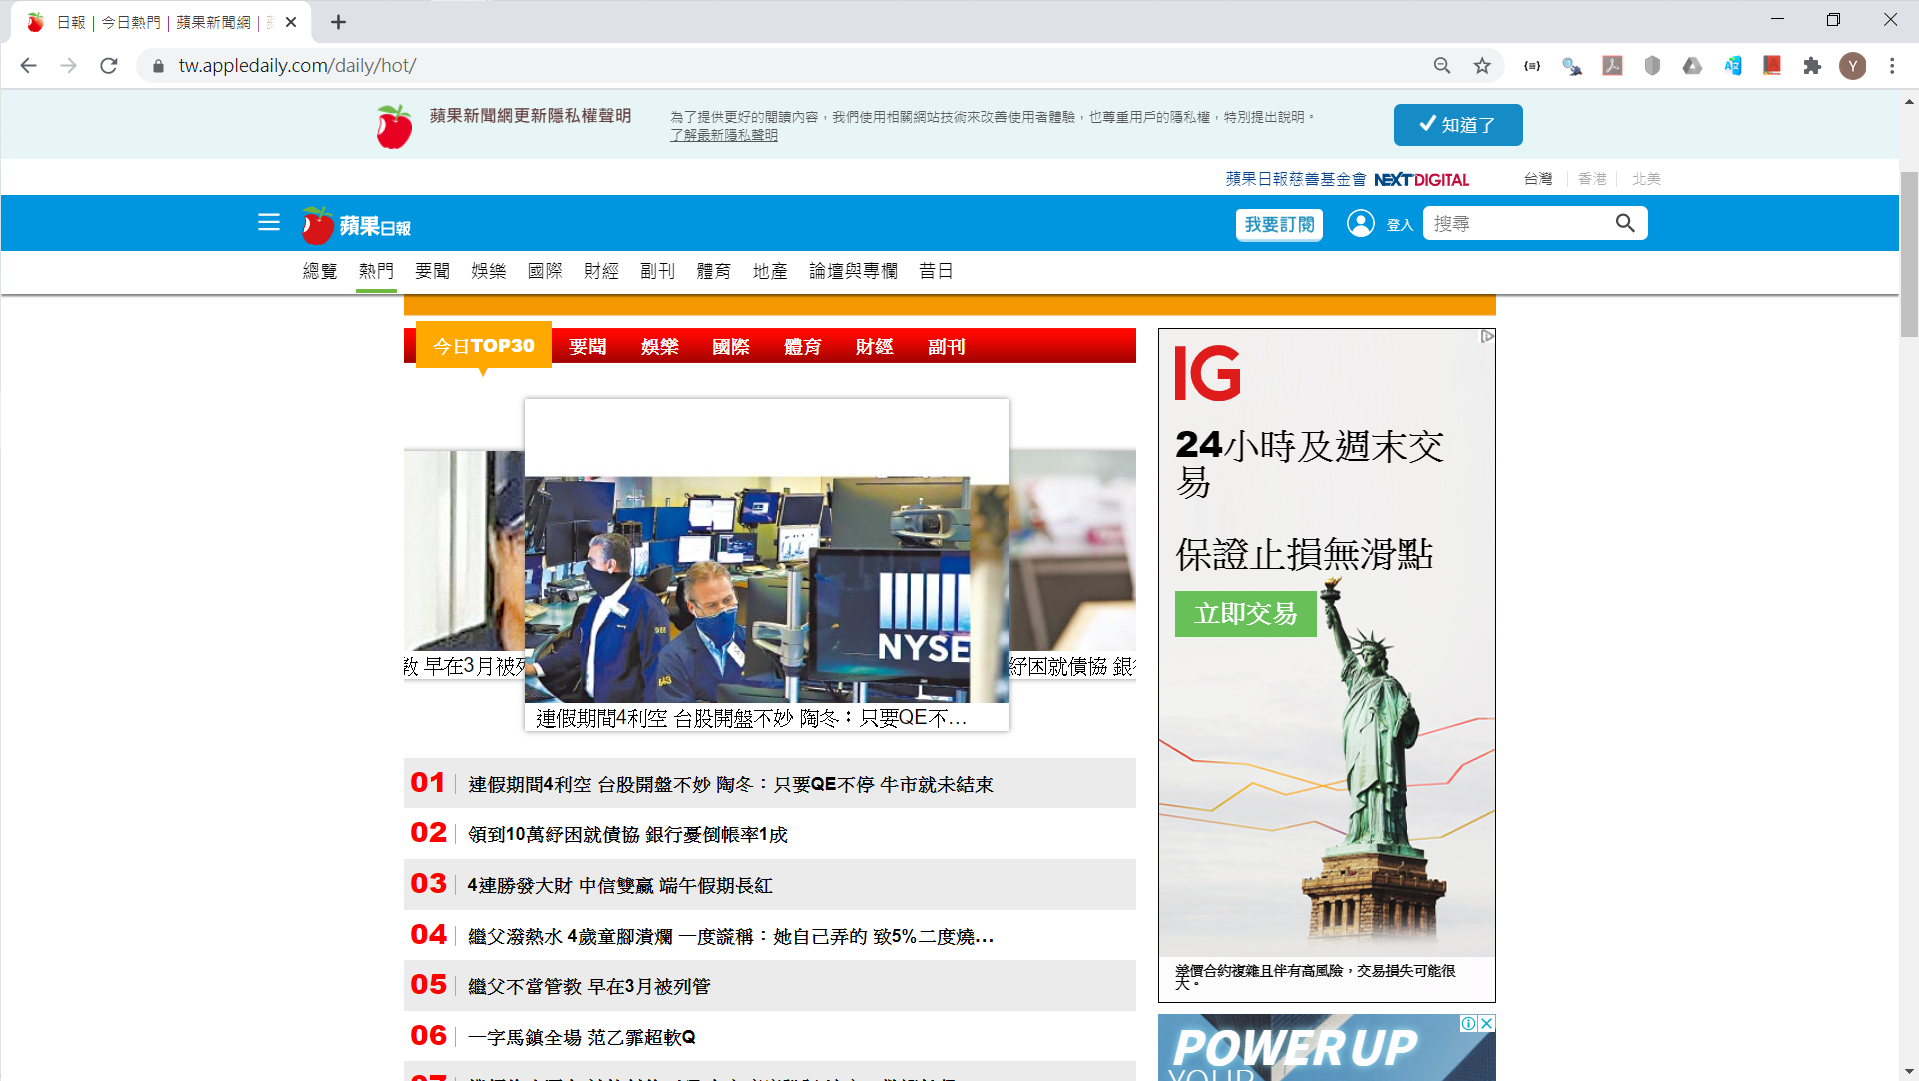 日報｜今日熱門｜蘋果新聞網｜
tw.appledaily.com/daily/hot/
Y
蘋果新聞網更新隱私權聲明
為了提供更好的閱讀內容，我們使用相關網站技術來改善使用者體驗，也尊重用戶的隱私權，特別提出說明。
了解最新隱私聲明
知道了
蘋果日報慈善基金會 NEXT DIGITAL 台灣 香港 北美
蘋果日報
我要訂閱 登入 搜尋
總覽 熱門 要聞 娛樂 國際 財經 副刊 體育 地產 論壇與專欄 昔日
今日TOP30 要聞 娛樂 國際 體育 財經 副刊
NYSE
教 早在3月被列
連假期間4利空 台股開盤不妙 陶冬：只要QE不…
紓困就債協 銀行
01 連假期間4利空 台股開盤不妙 陶冬：只要QE不停 牛市就未結束
02 領到10萬紓困就債協 銀行憂倒帳率1成
03 4連勝發大財 中信雙贏 端午假期長紅
04 繼父潑熱水 4歲童腳潰爛 一度謊稱：她自己弄的 致5%二度燒…
05 繼父不當管教 早在3月被列管
06 一字馬鎮全場 范乙霏超軟Q
07
IG
24小時及週末交
易
保證止損無滑點
立即交易
差價合約複雜且伴有高風險，交易損失可能很
大。
POWER UP
YOUR